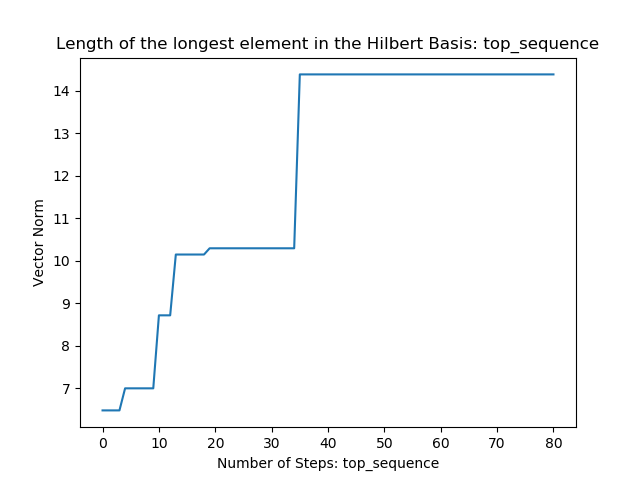 Length of the longest element in the Hilbert Basis: top_sequence
14
13
12
11
10
9
8
7
Vector Norm
0 10 20 30 40 50 60 70 80
Number of Steps: top_sequence